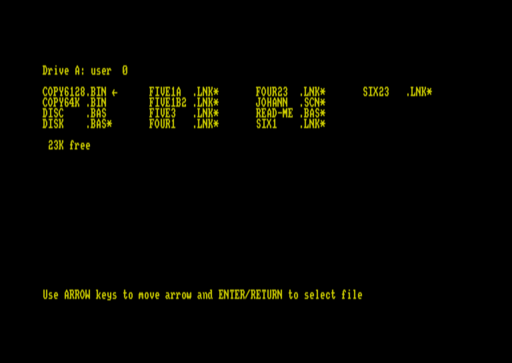 Drive A: user  0
COPY6128.BIN ←     FIVE1A  .LNK*      FOUR23  .LNK*      SIX23   .LNK*
COPY64K .BIN       FIVE1B2 .LNK*      JOHANN  .SCN*
DISC    .BAS       FIVE3   .LNK*      READ-ME .BAS*
DISK    .BAS*      FOUR1   .LNK*      SIX1    .LNK*
 23K free
Use ARROW keys to move arrow and ENTER/RETURN to select file